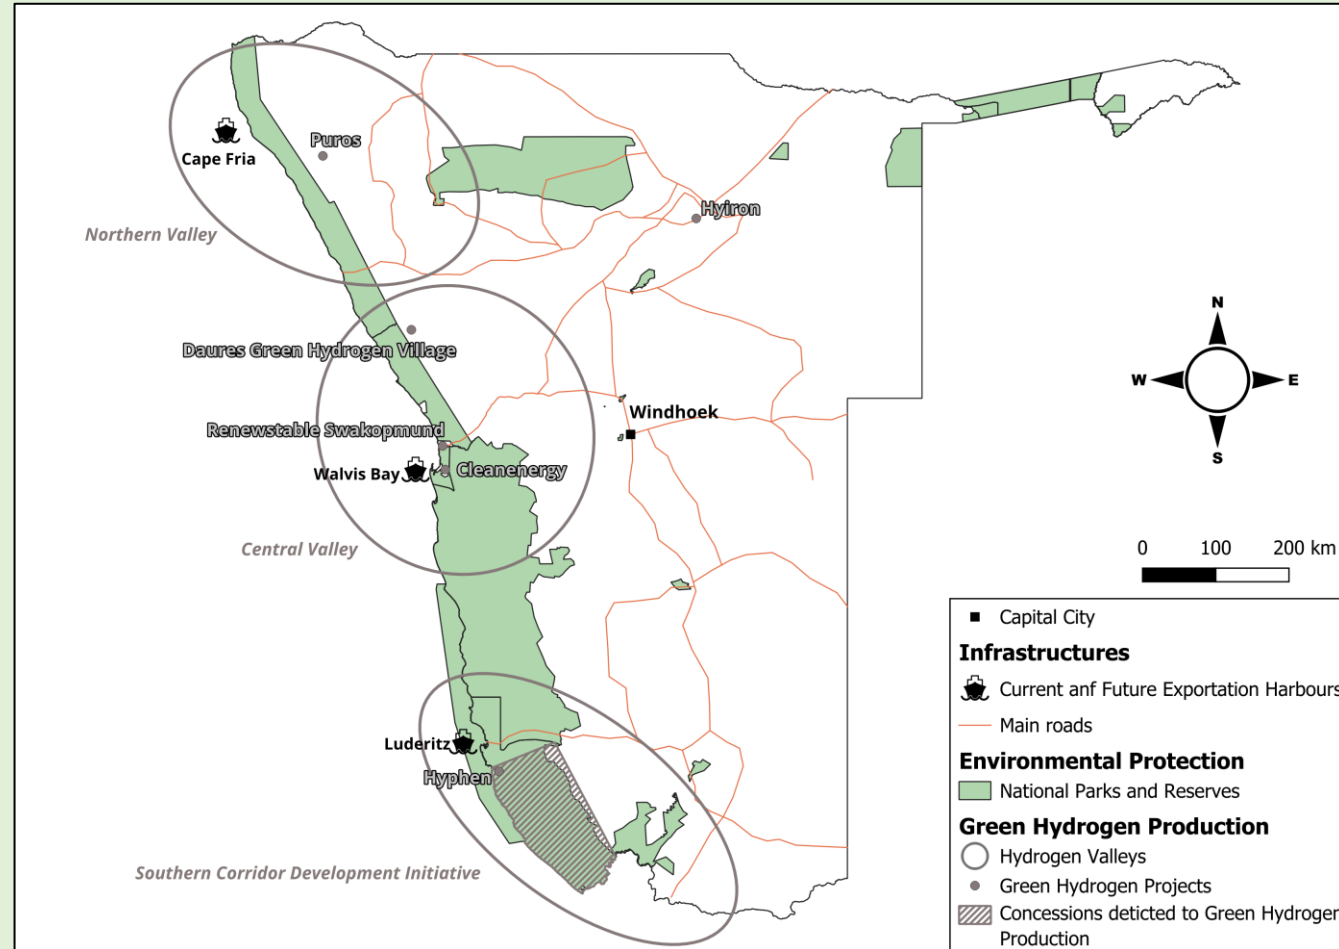 Cape Fria
Puros
Hyiron
Northern Valley
Daures Green Hydrogen Village
Windhoek
Renewstable Swakopmund
Walvis Bay
Cleanenergy
Central Valley
Luderitz
Hyphen
Southern Corridor Development Initiative
N
W
E
S
0 100 200 km
Capital City
Infrastructures
Current anf Future Exportation Harbours
Main roads
Environmental Protection
National Parks and Reserves
Green Hydrogen Production
Hydrogen Valleys
Green Hydrogen Projects
Concessions deticted to Green Hydrogen
Production